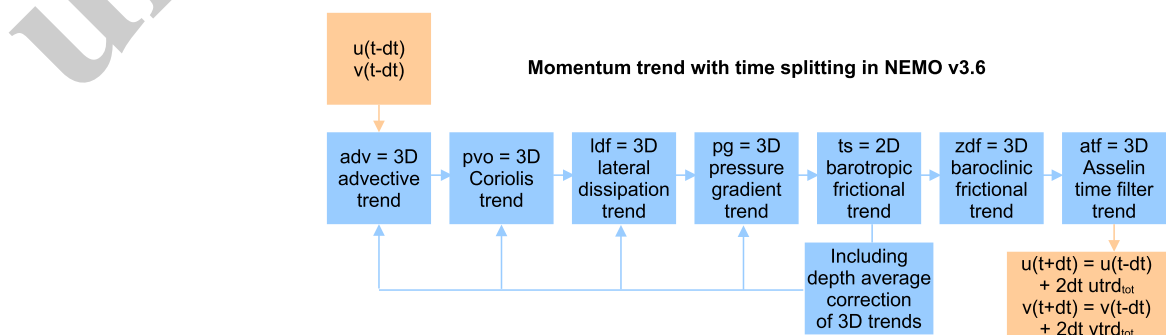 u(t-dt)
v(t-dt)
Momentum trend with time splitting in NEMO v3.6
adv = 3D
advective
trend
pvo = 3D
Coriolis
trend
ldf = 3D
lateral
dissipation
trend
pg = 3D
pressure
gradient
trend
ts = 2D
barotropic
frictional
trend
zdf = 3D
baroclinic
frictional
trend
atf = 3D
Asselin
time filter
trend
Including
depth average
correction
of 3D trends
u(t+dt) = u(t-dt)
+ 2dt utrdtot
v(t+dt) = v(t-dt)
+ 2dt vtrdtot